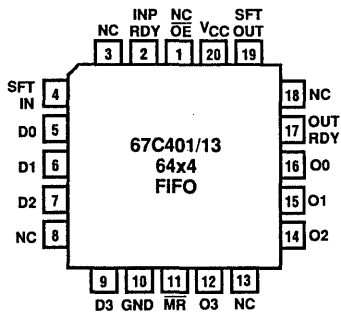 INP NC SFT
NC RDY OE VCC OUT
3 2 1 20 19
SFT IN 4
18 NC
D0 5
17 OUT RDY
67C401/13
D1 6
64x4
16 O0
FIFO
D2 7
15 O1
NC 8
14 O2
9 10 11 12 13
D3 GND MR O3 NC